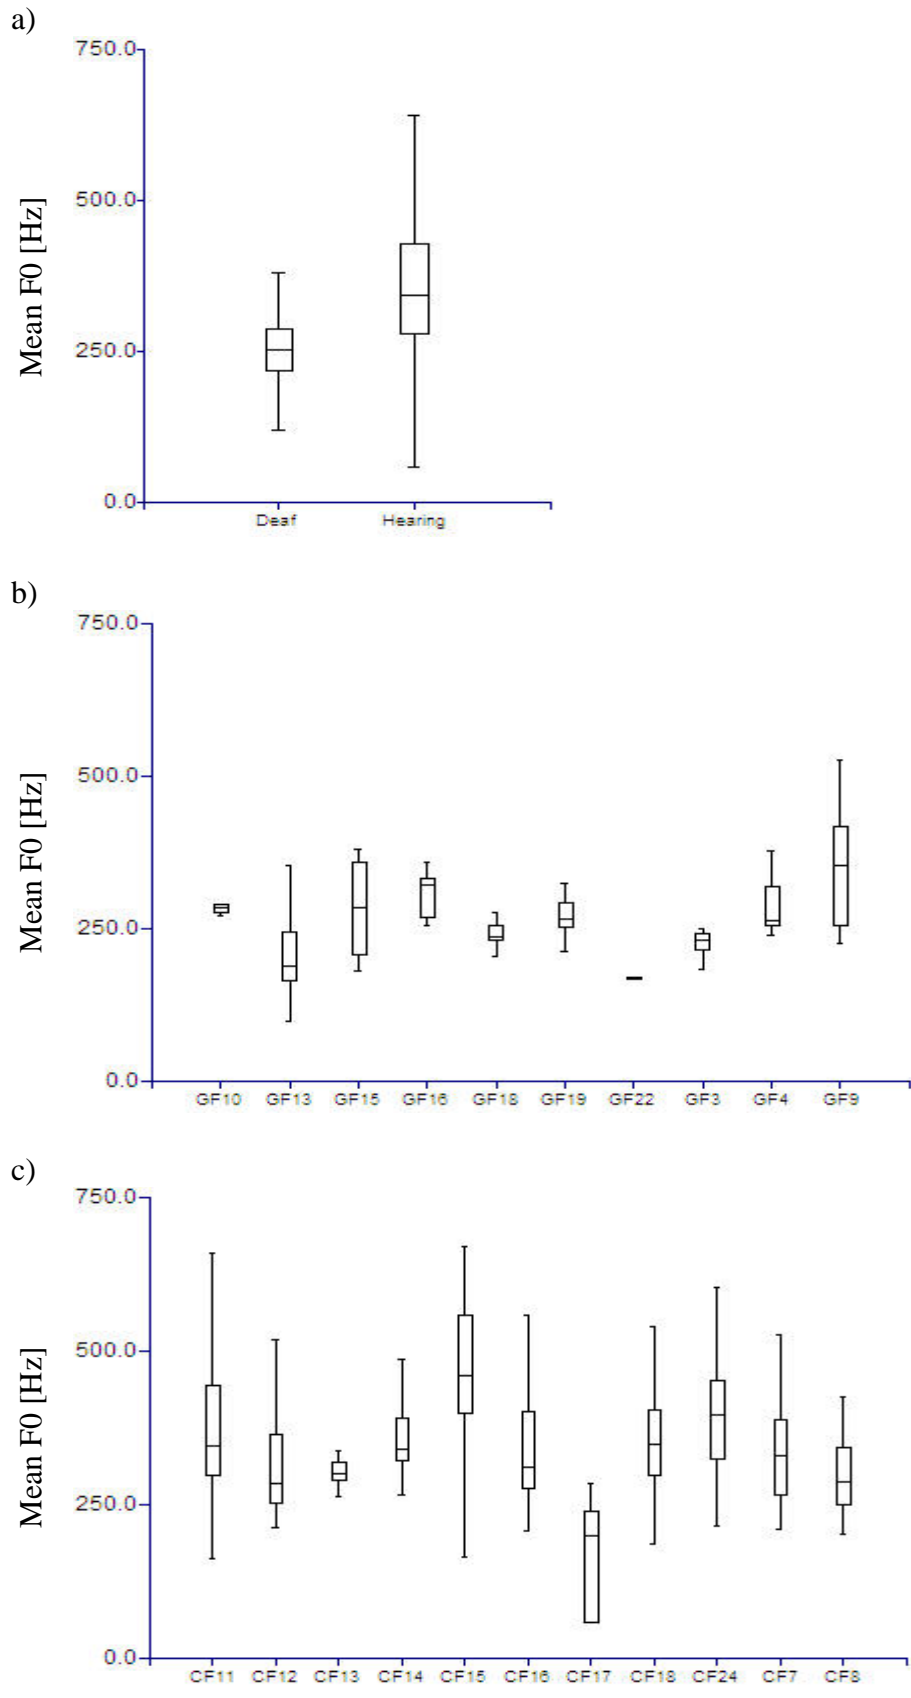 a)
750.0
500.0
250.0
0.0
Mean F0 [Hz]
Deaf Hearing
b)
750.0
500.0
250.0
0.0
Mean F0 [Hz]
GF10 GF13 GF15 GF16 GF18 GF19 GF22 GF3 GF4 GF9
c)
750.0
500.0
250.0
0.0
Mean F0 [Hz]
CF11 CF12 CF13 CF14 CF15 CF16 CF17 CF18 CF24 CF7 CF8